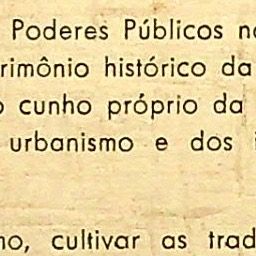 Poderes Públicos n
rimônio histórico da
o cunho próprio da
urbanismo e dos i
no, cultivar as trad